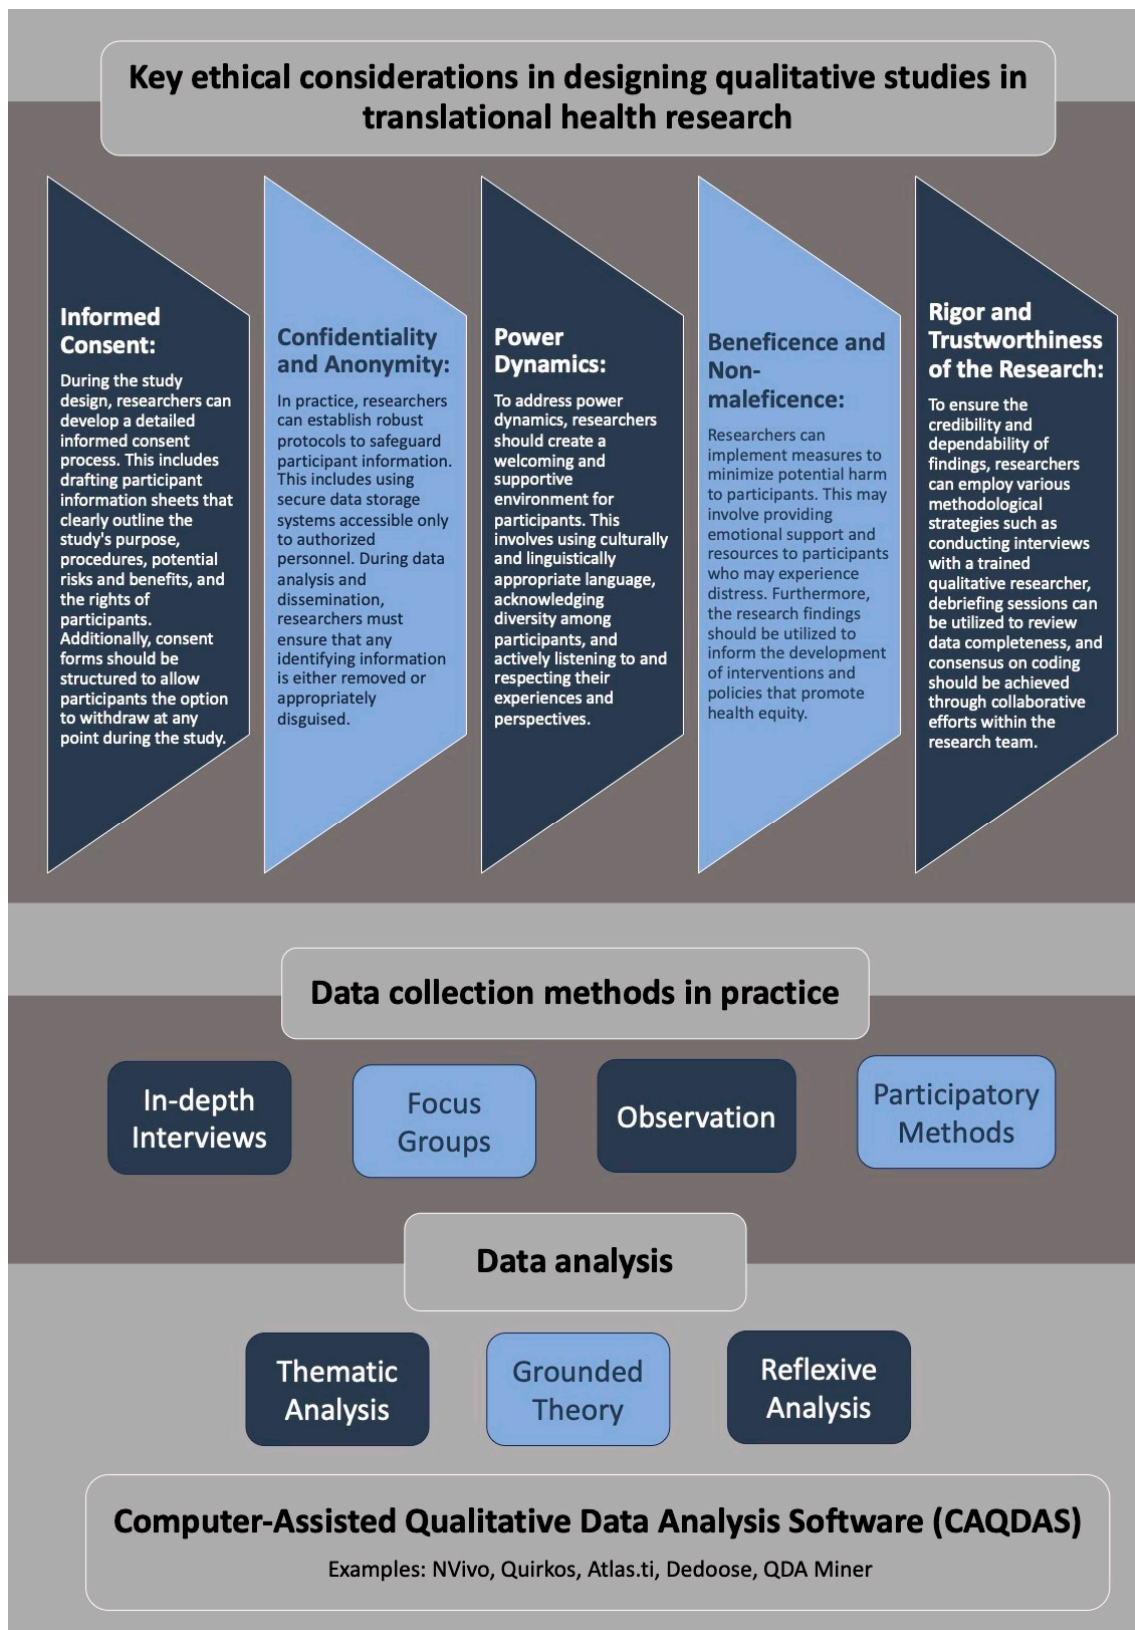 Key ethical considerations in designing qualitative studies in
translational health research
Informed
Consent:
During the study
design, researchers can
develop a detailed
informed consent
process. This includes
drafting participant
information sheets that
clearly outline the
study's purpose,
procedures, potential
risks and benefits, and
the rights of
participants.
Additionally, consent
forms should be
structured to allow
participants the option
to withdraw at any
point during the study.
Confidentiality
and Anonymity:
In practice, researchers
can establish robust
protocols to safeguard
participant information.
This includes using
secure data storage
systems accessible only
to authorized
personnel. During data
analysis and
dissemination,
researchers must
ensure that any
identifying information
is either removed or
appropriately
disguised.
Power
Dynamics:
To address power
dynamics, researchers
should create a
welcoming and
supportive
environment for
participants. This
involves using culturally
and linguistically
appropriate language,
acknowledging
diversity among
participants, and
actively listening to and
respecting their
experiences and
perspectives.
Beneficence and
Non-
maleficence:
Researchers can
implement measures to
minimize potential harm
to participants. This may
involve providing
emotional support and
resources to participants
who may experience
distress. Furthermore,
the research findings
should be utilized to
inform the development
of interventions and
policies that promote
health equity.
Rigor and
Trustworthiness
of the Research:
To ensure the
credibility and
dependability of
findings, researchers
can employ various
methodological
strategies such as
conducting interviews
with a trained
qualitative researcher,
debriefing sessions can
be utilized to review
data completeness, and
consensus on coding
should be achieved
through collaborative
efforts within the
research team.
Data collection methods in practice
In-depth
Interviews
Focus
Groups
Observation
Participatory
Methods
Data analysis
Thematic
Analysis
Grounded
Theory
Reflexive
Analysis
Computer-Assisted Qualitative Data Analysis Software (CAQDAS)
Examples: NVivo, Quirkos, Atlas.ti, Dedoose, QDA Miner